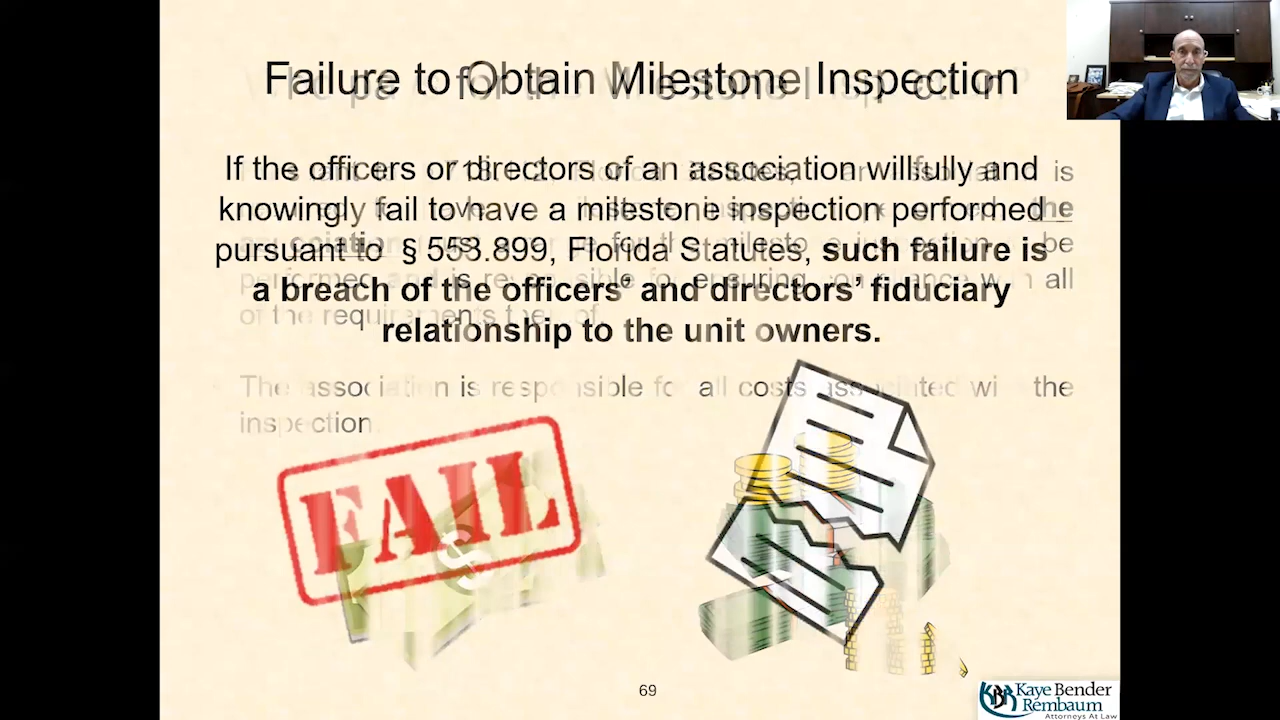 Failure to Obtain Milestone Inspection
If the officers or directors of an association willfully and
knowingly fail to have a milestone inspection performed
pursuant to § 553.899, Florida Statutes, such failure is
a breach of the officers' and directors' fiduciary
relationship to the unit owners.
The association is responsible for all costs associated with the
inspection
FAIL
$
69
KBR Kaye Bender
Rembaum
Attorneys At Law